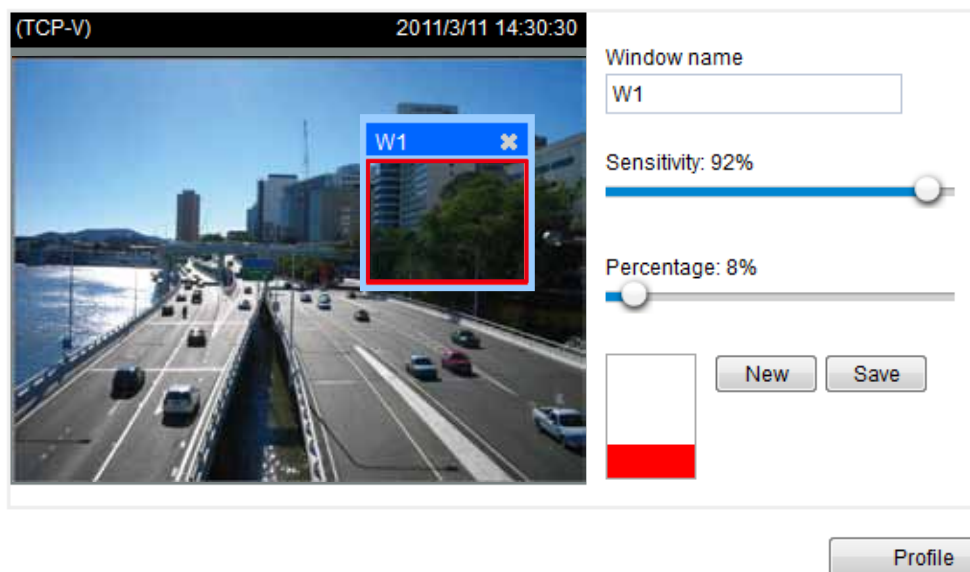 (TCP-V) 2011/3/11 14:30:30
Window name
W1
W1
Sensitivity: 92%
Percentage: 8%
New Save
Profile